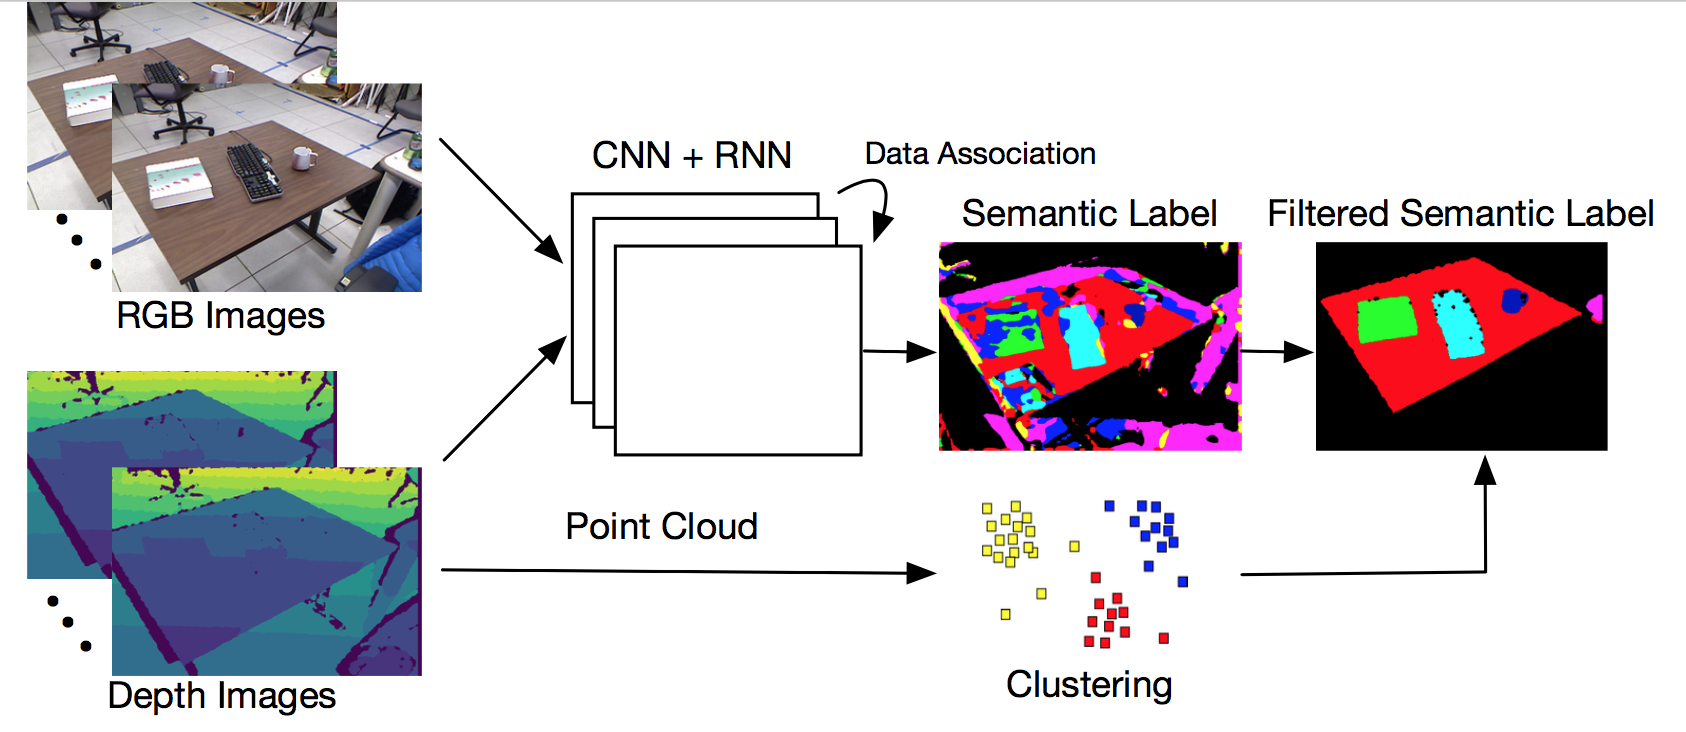 CNN + RNN
Data Association
Semantic Label
Filtered Semantic Label
RGB Images
Point Cloud
Clustering
Depth Images